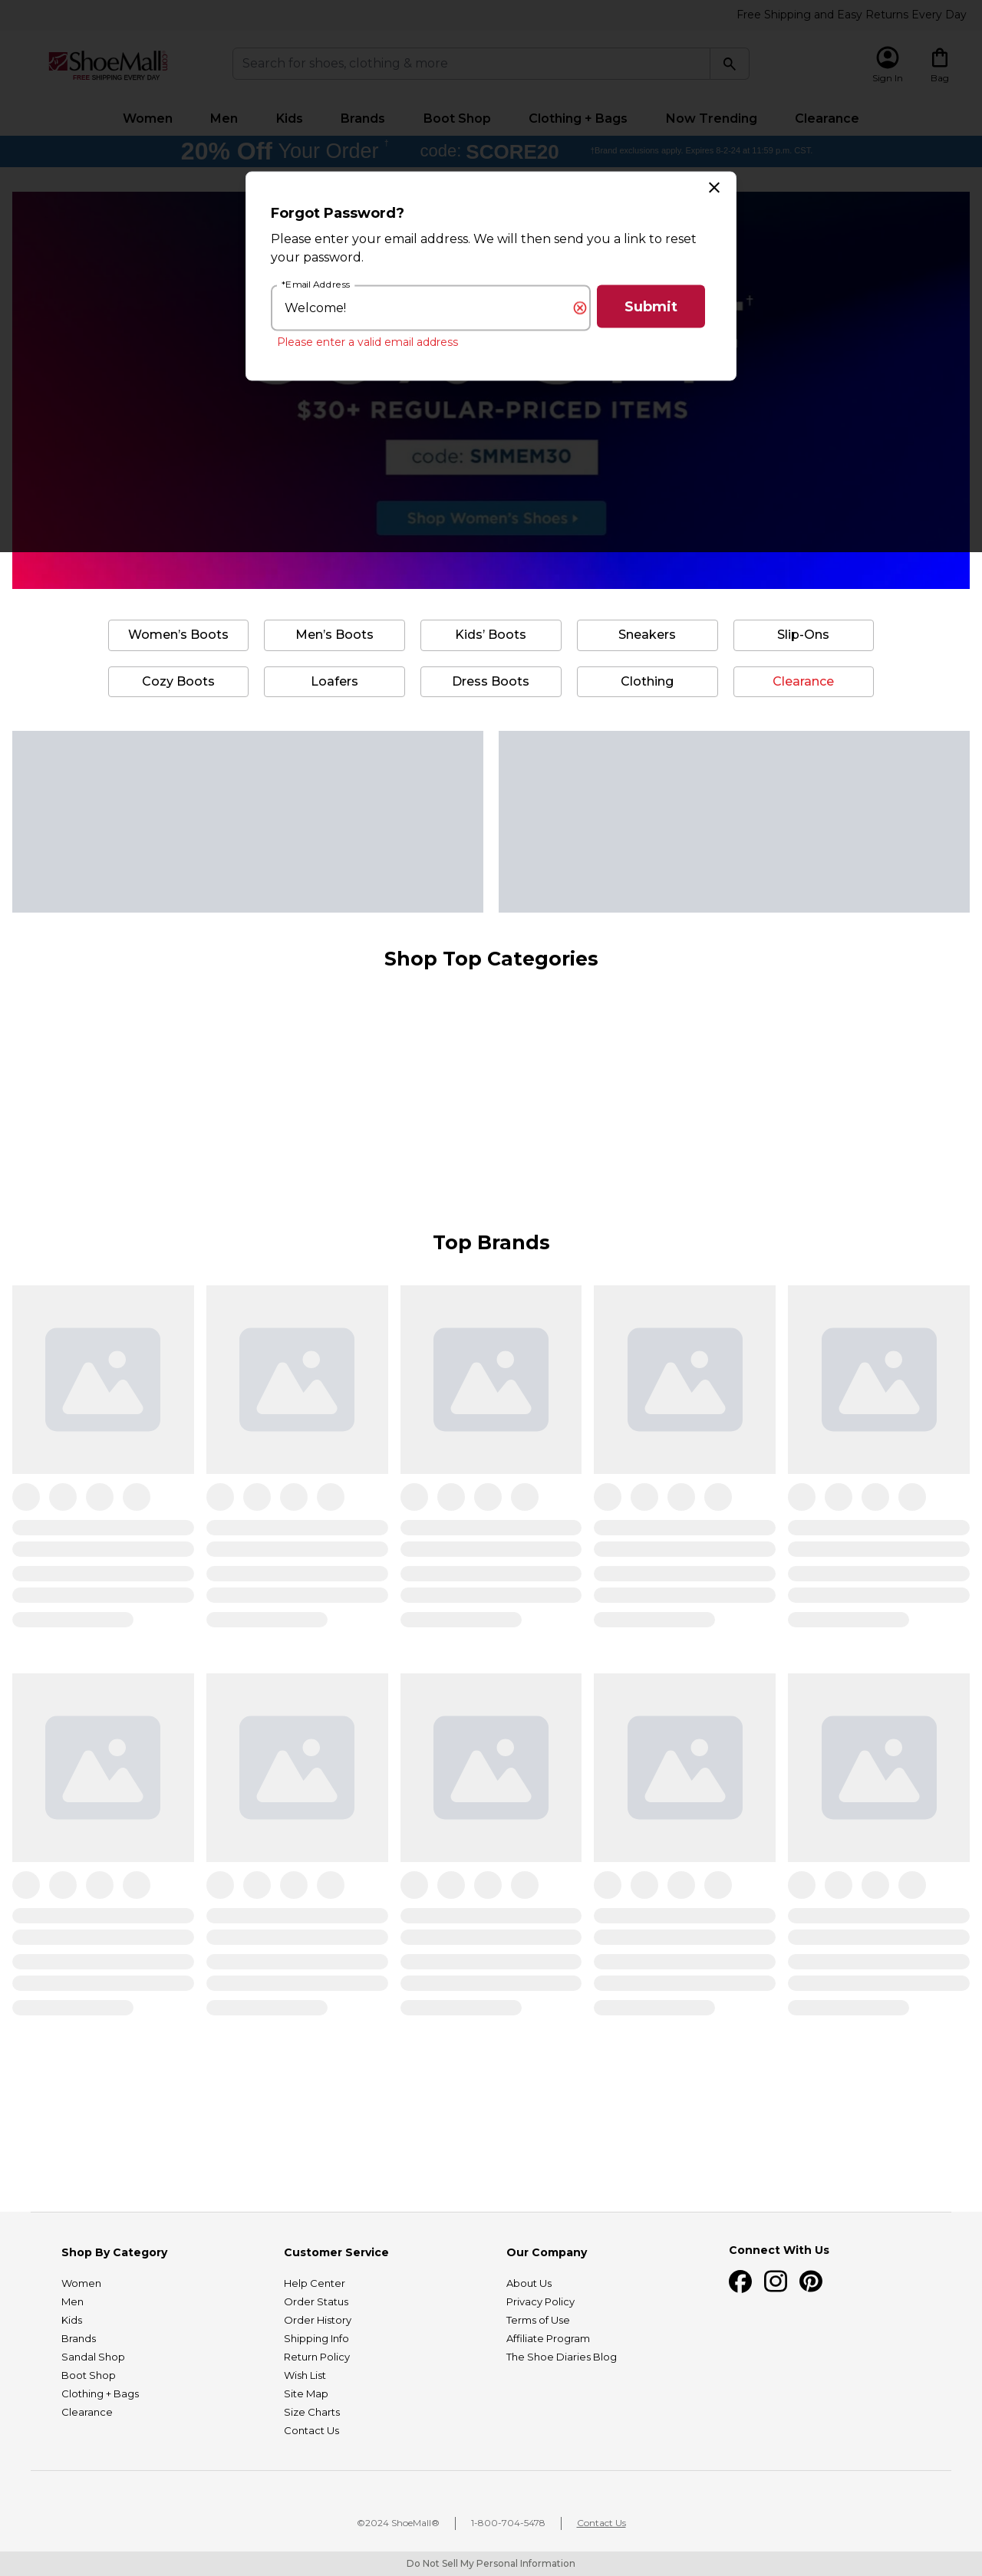 Free Shipping and Easy Returns Every Day
ShoeMall.com
FREE SHIPPING EVERY DAY
Search for shoes, clothing & more
Sign In
Bag
Women
Men
Kids
Brands
Boot Shop
Clothing + Bags
Now Trending
Clearance
20% Off Your Order †
code: SCORE20
†Brand exclusions apply. Expires 8-2-24 at 11:59 p.m. CST.
Forgot Password?
Please enter your email address. We will then send you a link to reset
your password.
*Email Address
Welcome!
Submit
Please enter a valid email address
$30+ REGULAR-PRICED ITEMS
code: SMMEM30
Shop Women's Shoes
Women’s Boots
Men’s Boots
Kids’ Boots
Sneakers
Slip-Ons
Cozy Boots
Loafers
Dress Boots
Clothing
Clearance
Shop Top Categories
Top Brands
Shop By Category
Women
Men
Kids
Brands
Sandal Shop
Boot Shop
Clothing + Bags
Clearance
Customer Service
Help Center
Order Status
Order History
Shipping Info
Return Policy
Wish List
Site Map
Size Charts
Contact Us
Our Company
About Us
Privacy Policy
Terms of Use
Affiliate Program
The Shoe Diaries Blog
Connect With Us
©2024 ShoeMall®
1-800-704-5478
Contact Us
Do Not Sell My Personal Information